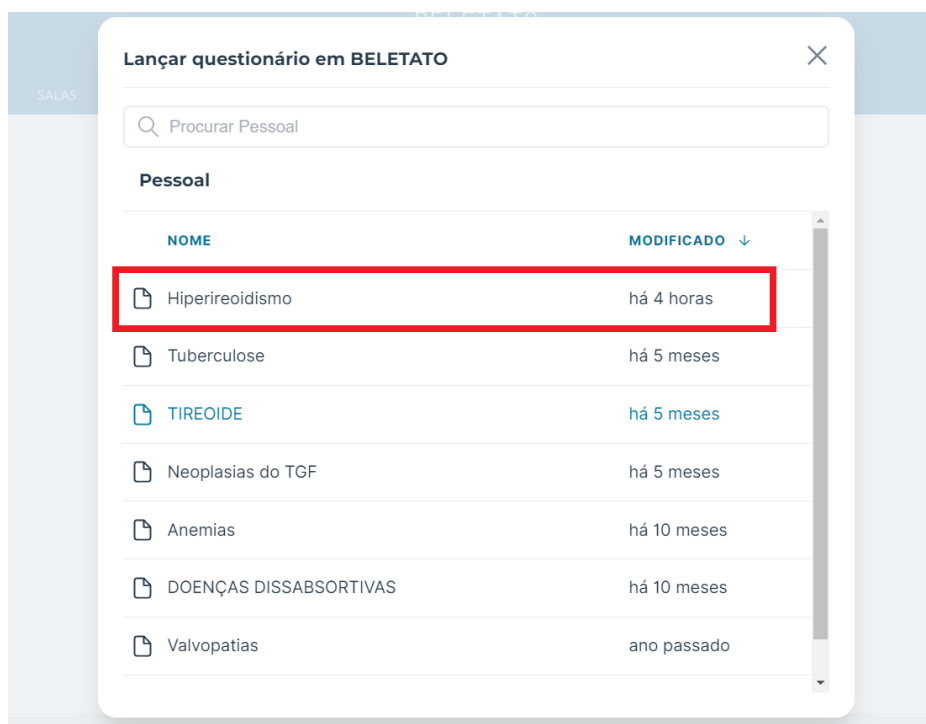 BELETATO
Lançar questionário em BELETATO
SALAS
Procurar Pessoal
Pessoal
NOME MODIFICADO
Hiperireoidismo há 4 horas
Tuberculose há 5 meses
TIREOIDE há 5 meses
Neoplasias do TGF há 5 meses
Anemias há 10 meses
DOENÇAS DISSABSORTIVAS há 10 meses
Valvopatias ano passado